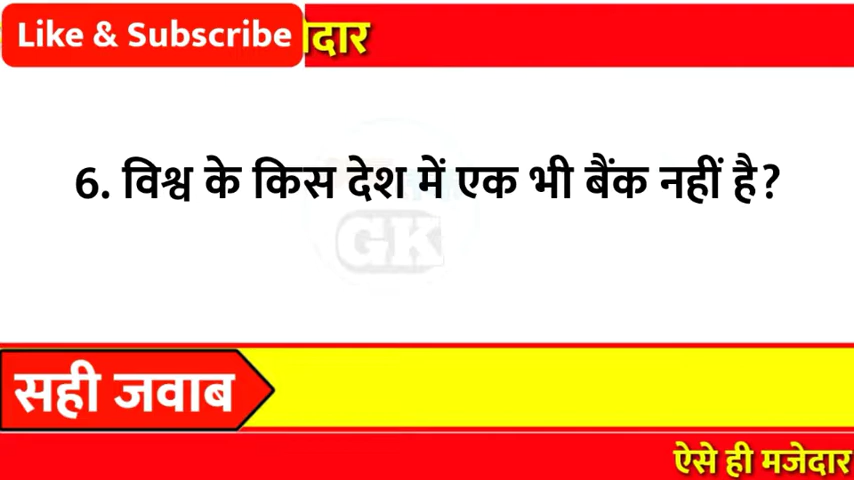 Like & Subscribe
6. विश्व के किस देश में एक भी बैंक नहीं है?
GK
सही जवाब
ऐसे ही मजेदार